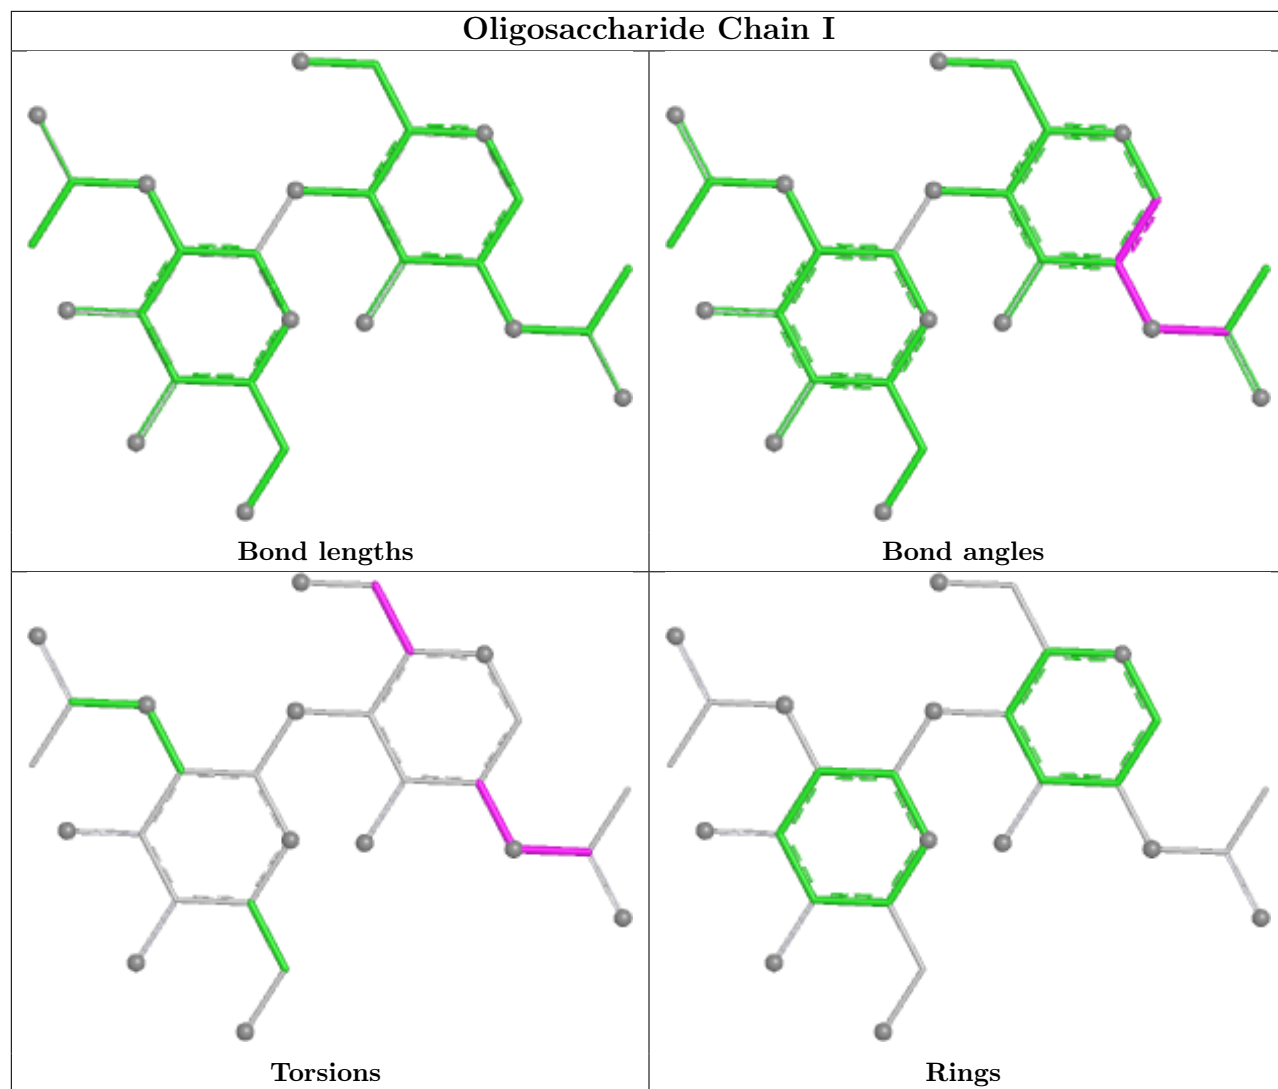 Oligosaccharide Chain I
Bond lengths
Bond angles
Torsions
Rings